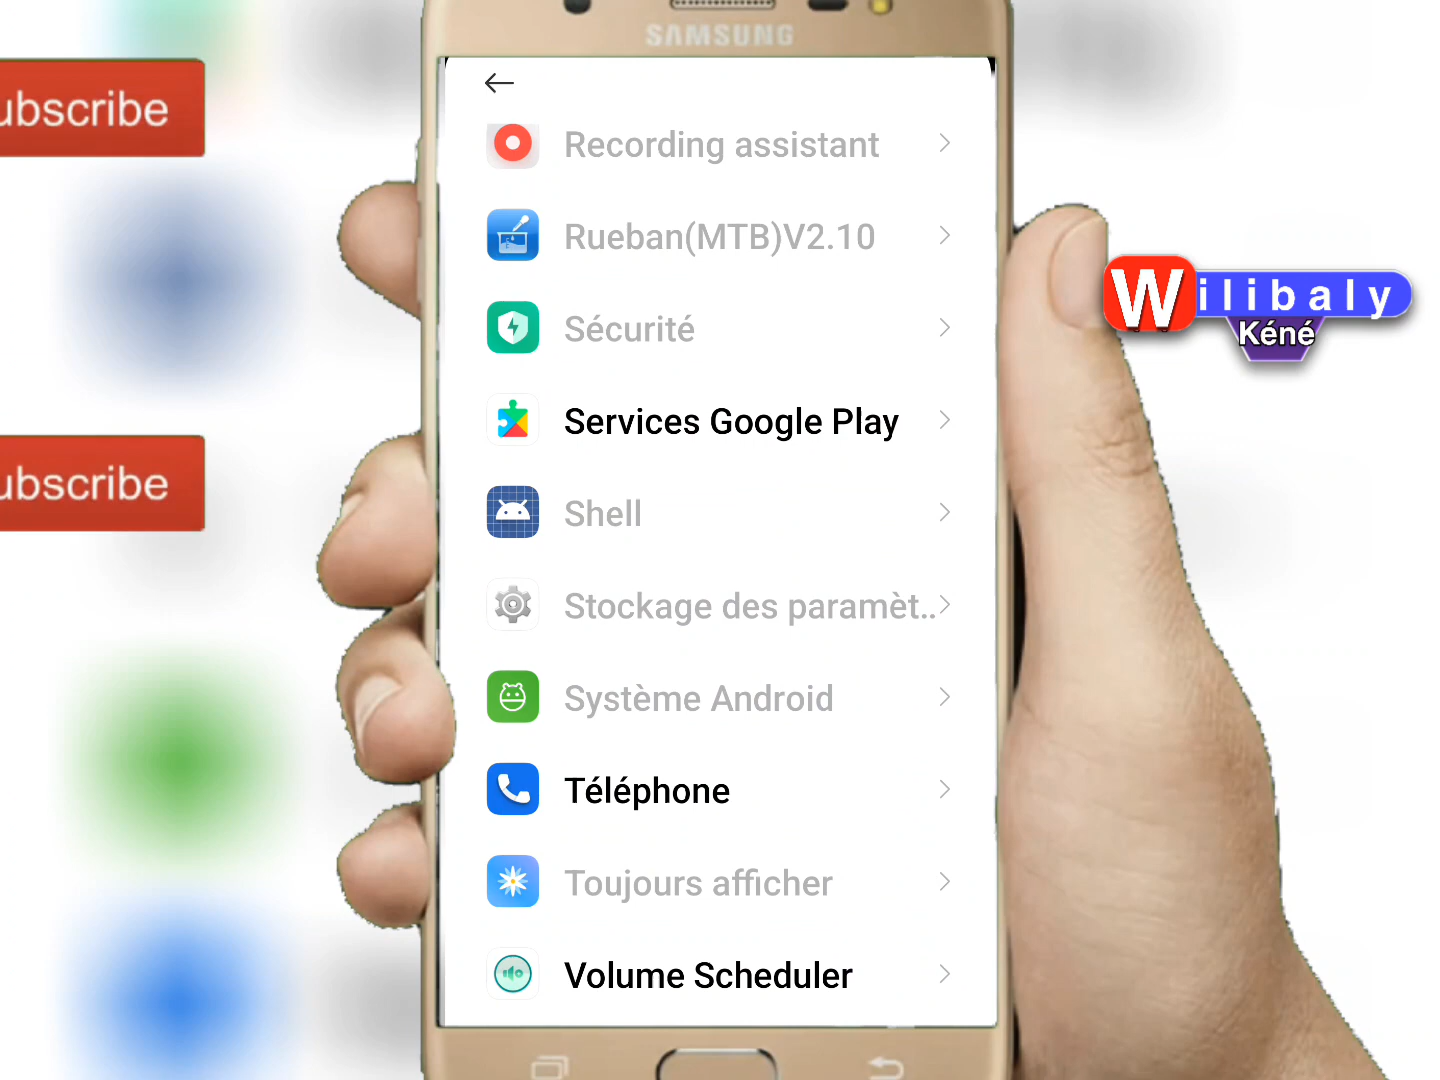 SAMSUNG
ubscribe
Recording assistant
Rueban(MTB)V2.10
Sécurité
Wilibaly
Kéné
Services Google Play
ubscribe
Shell
Stockage des paramèt..
Système Android
Téléphone
Toujours afficher
Volume Scheduler